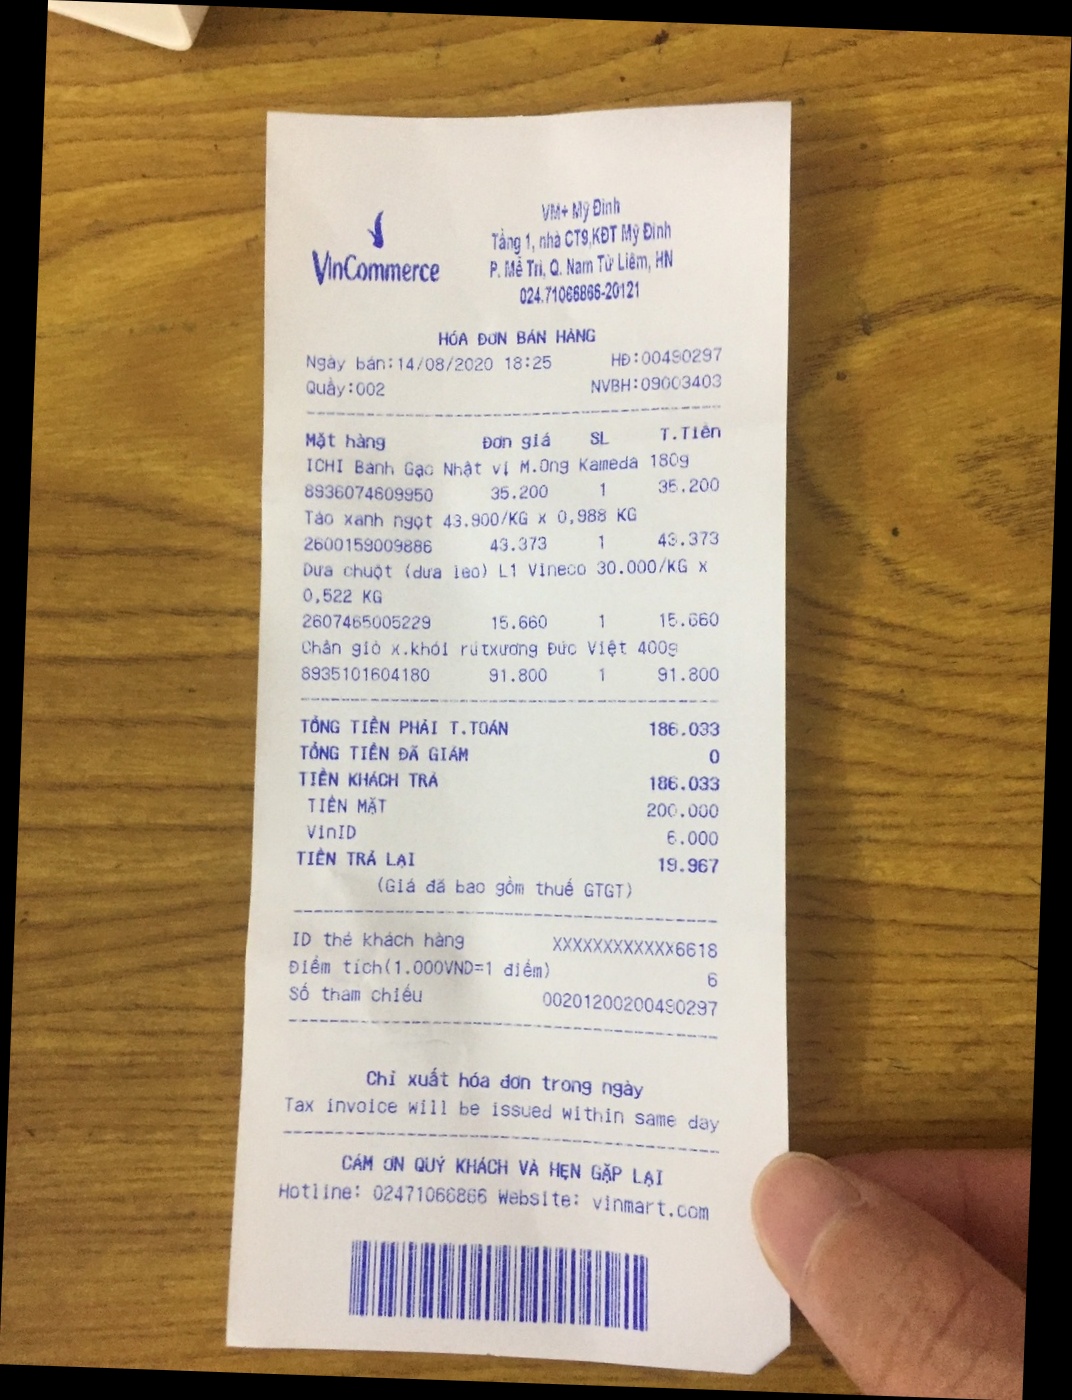 VinCommerce
VM+ Mỹ Đình
Tầng 1, nhà CT9,KĐT Mỹ Đình
P. Mễ Trì, Q. Nam Từ Liêm, HN
024.71066866-20121
HÓA ĐƠN BÁN HÀNG
Ngày bán:14/08/2020 18:25 HĐ:00490297
Quầy:002 NVBH:09003403
Mặt hàng Đơn giá SL T.Tiền
ICHI Bánh Gạo Nhật vị M.Ong Kameda 180g
8936074609950 35.200 1 35.200
Táo xanh ngọt 43.900/KG x 0,988 KG
2600159009886 43.373 1 43.373
Dưa chuột (dưa leo) L1 Vineco 30.000/KG x
0,522 KG
2607465005229 15.660 1 15.660
Chân giò x.khói rútxương Đức Việt 400g
8935101604180 91.800 1 91.800
TỔNG TIỀN PHẢI T.TOÁN 186.033
TỔNG TIỀN ĐÃ GIẢM 0
TIỀN KHÁCH TRẢ 186.033
TIỀN MẶT 200.000
VinID 6.000
TIỀN TRẢ LẠI 19.967
(Giá đã bao gồm thuế GTGT)
ID thẻ khách hàng XXXXXXXXXXXX6618
Điểm tích(1.000VND=1 điểm) 6
Số tham chiếu 00201200200490297
Chỉ xuất hóa đơn trong ngày
Tax invoice will be issued within same day
CẢM ƠN QUÝ KHÁCH VÀ HẸN GẶP LẠI
Hotline: 02471066866 Website: vinmart.com